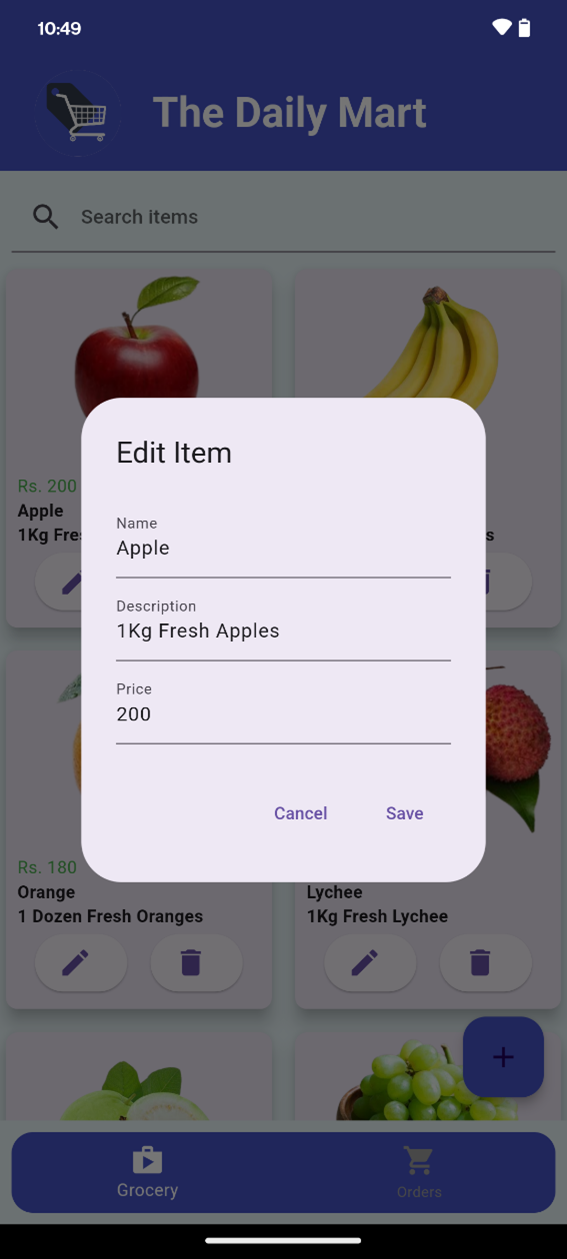 10:49
The Daily Mart
Search items
Rs. 200
Apple
1Kg Fres
s
Edit Item
Name
Apple
Description
1Kg Fresh Apples
Price
200
Cancel
Save
Rs. 180
Orange
1 Dozen Fresh Oranges
Lychee
1Kg Fresh Lychee
Grocery
Orders